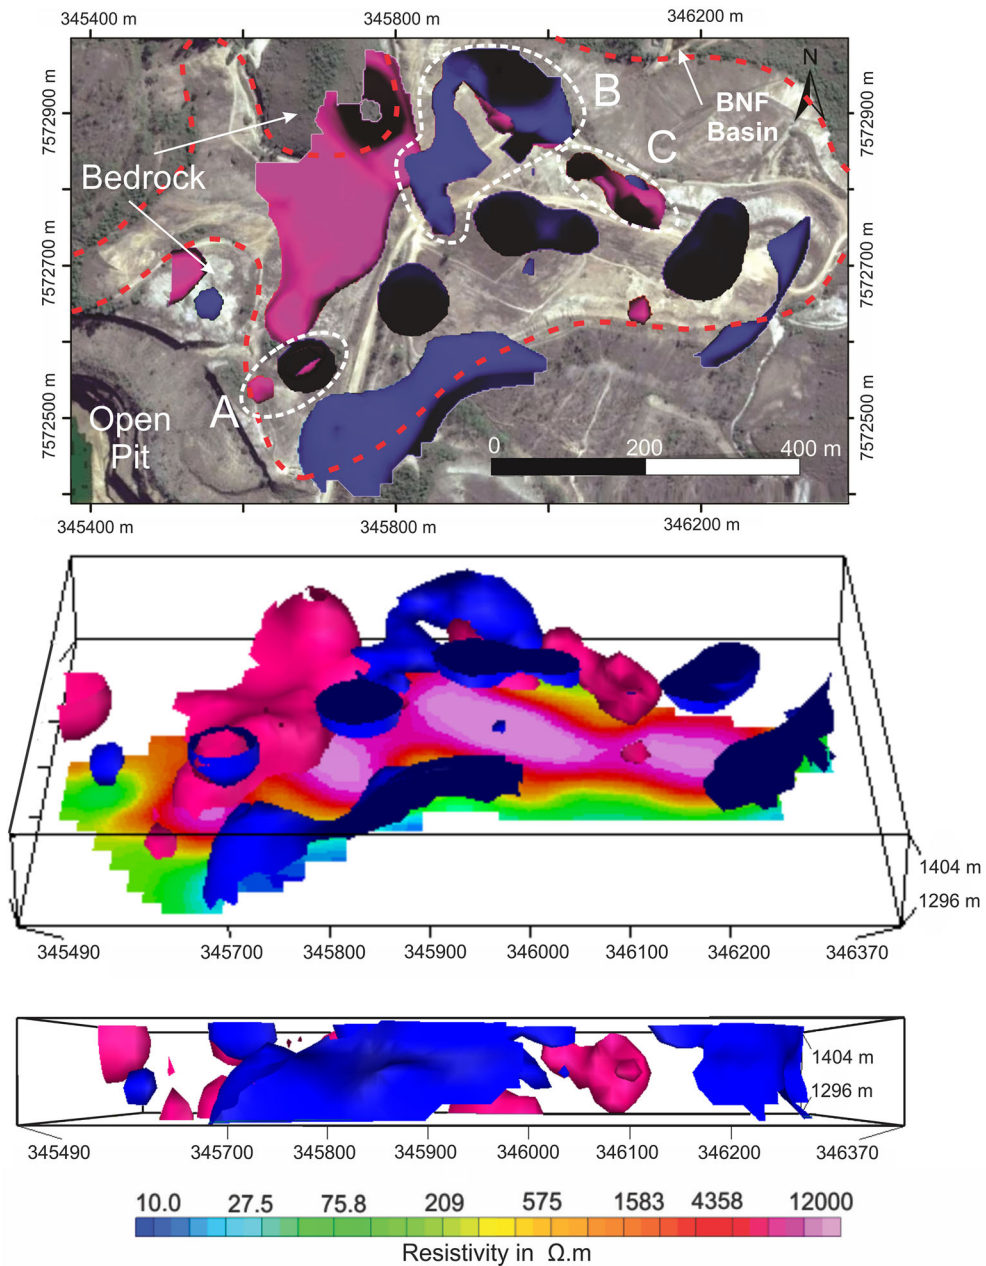 345400 m 345800 m 346200 m
N
B
BNF
Basin
C
Bedrock
A
Open
Pit
0 200 400 m
7572900 m
7572700 m
7572500 m
7572900 m
7572700 m
7572500 m
345400 m 345800 m 346200 m
1404 m
1296 m
345490 345700 345800 345900 346000 346100 346200 346370
1404 m
1296 m
345490 345700 345800 345900 346000 346100 346200 346370
10.0 27.5 75.8 209 575 1583 4358 12000
Resistivity in Ω.m